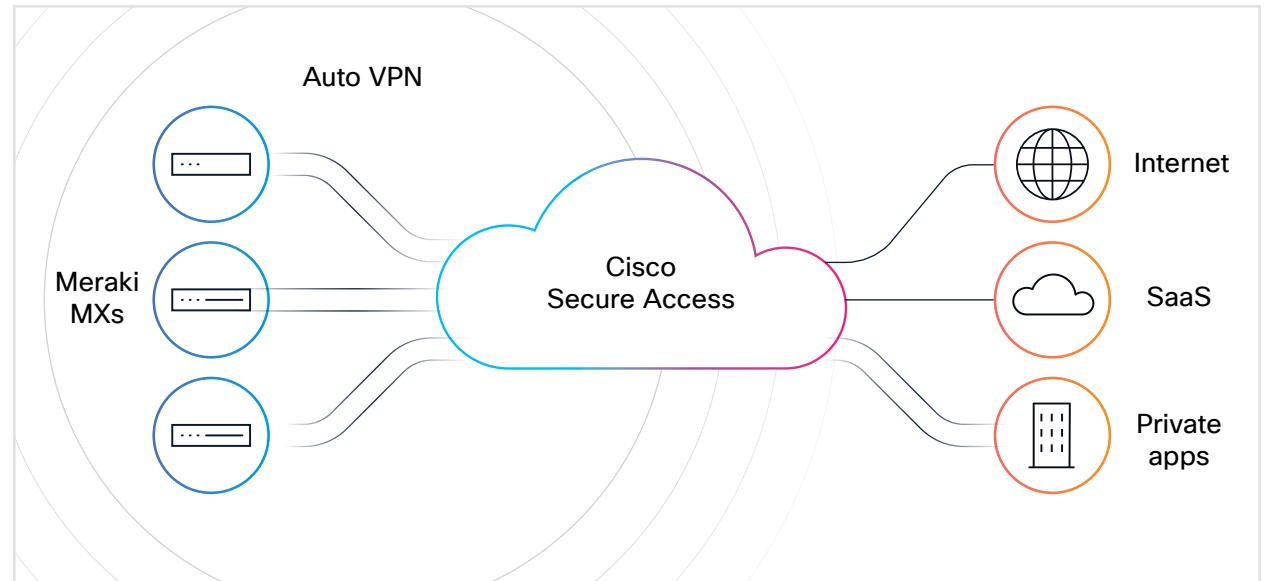 Auto VPN
Meraki
MXs
Cisco
Secure Access
Internet
SaaS
Private
apps